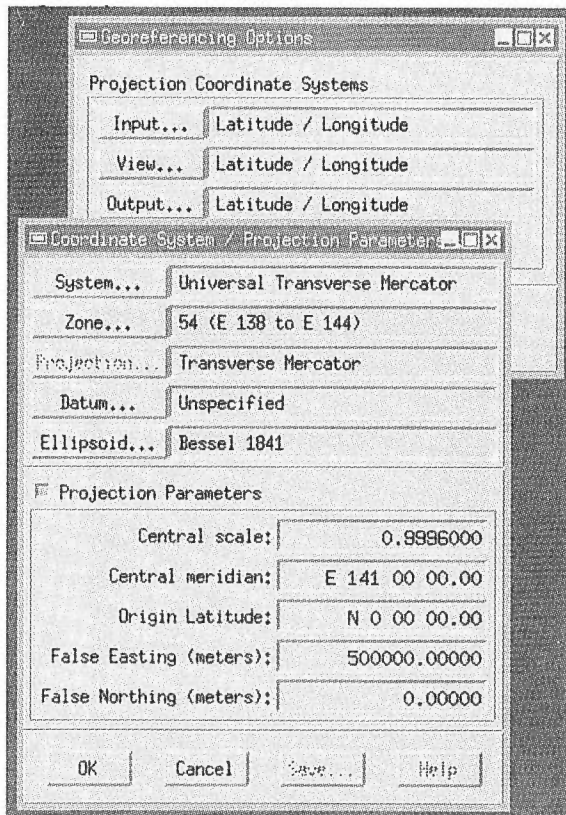 Georeferencing Options
Projection Coordinate Systems
Input... Latitude / Longitude
View... Latitude / Longitude
Output... Latitude / Longitude
Coordinate System / Projection Parameters
System... Universal Transverse Mercator
Zone... 54 (E 138 to E 144)
Projection... Transverse Mercator
Datum... Unspecified
Ellipsoid... Bessel 1841
Projection Parameters
Central scale: 0.9996000
Central meridian: E 141 00 00.00
Origin Latitude: N 0 00 00.00
False Easting (meters): 500000.00000
False Northing (meters): 0.00000
OK Cancel Save... Help